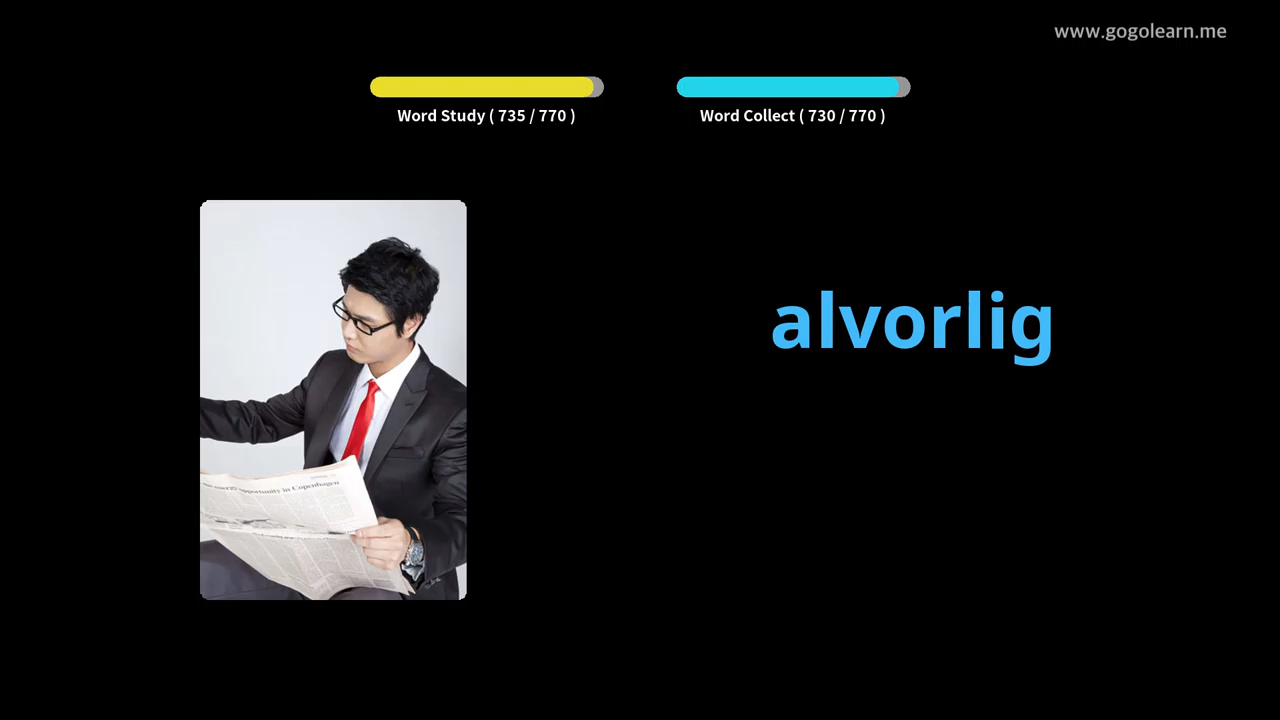 www.gogolearn.me
Word Study ( 735 / 770 )
Word Collect ( 730 / 770 )
alvorlig
opportunity in Copenhagen